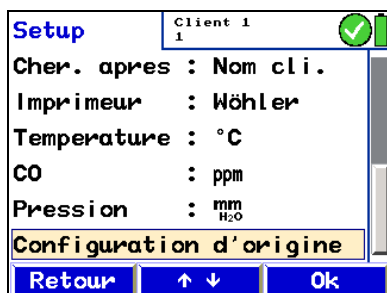 Setup
Client 1
1
Cher. apres : Nom cli.
Imprimeur : Wöhler
Temperature : °C
CO : ppm
Pression : mm H₂O
Configuration d'origine
Retour ↑ ↓ Ok